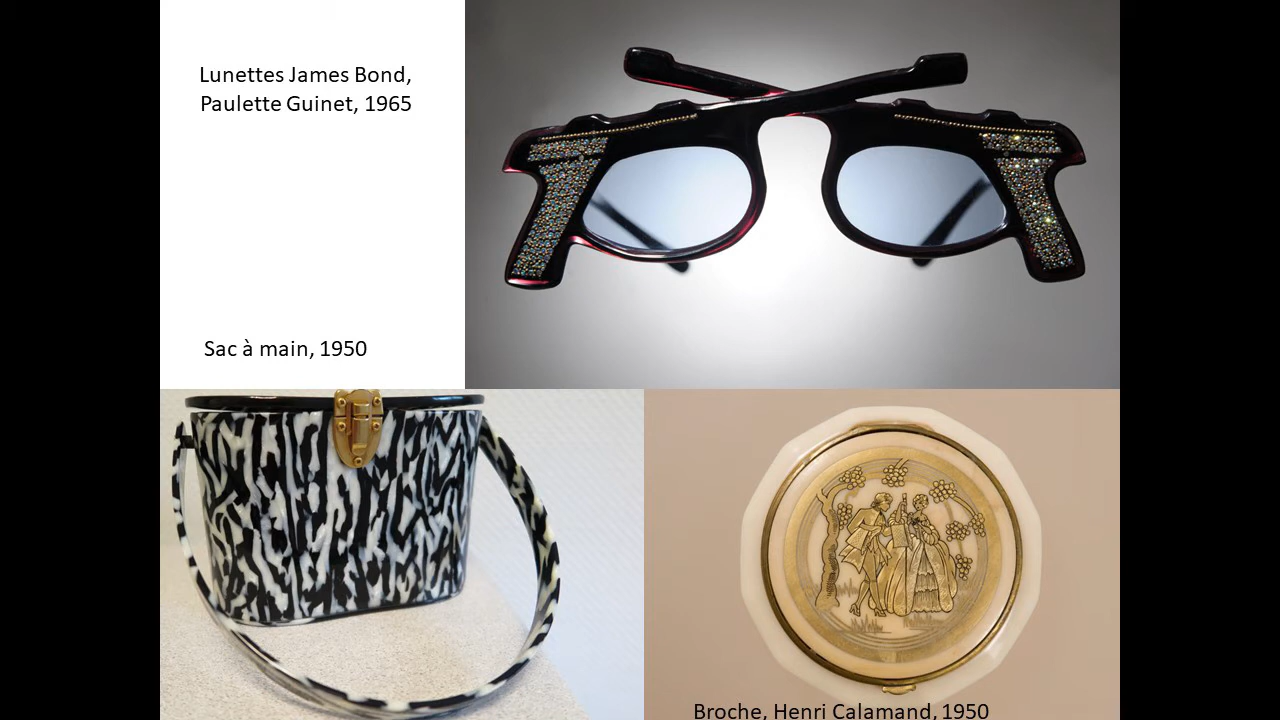 Lunettes James Bond,
Paulette Guinet, 1965
Sac à main, 1950
Broche, Henri Calamand, 1950